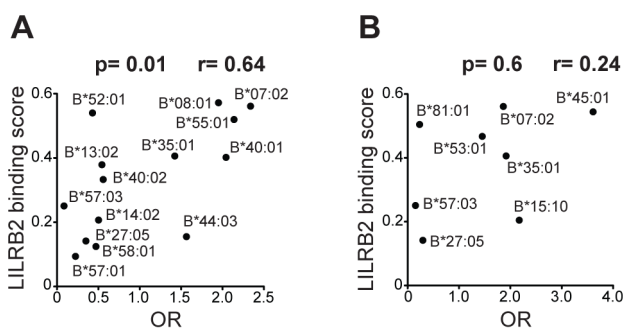 A
p= 0.01 r= 0.64
LILRB2 binding score
0.6
0.4
0.2
0
B*52:01
B*08:01
B*07:02
B*55:01
B*13:02
B*35:01
B*40:01
B*40:02
B*57:03
B*14:02
B*44:03
B*27:05
B*58:01
B*57:01
0 0.5 1.0 1.5 2.0 2.5
OR
B
p= 0.6 r= 0.24
LILRB2 binding score
0.6
0.4
0.2
0
B*45:01
B*81:01
B*07:02
B*53:01
B*35:01
B*57:03
B*15:10
B*27:05
0 1.0 2.0 3.0 4.0
OR